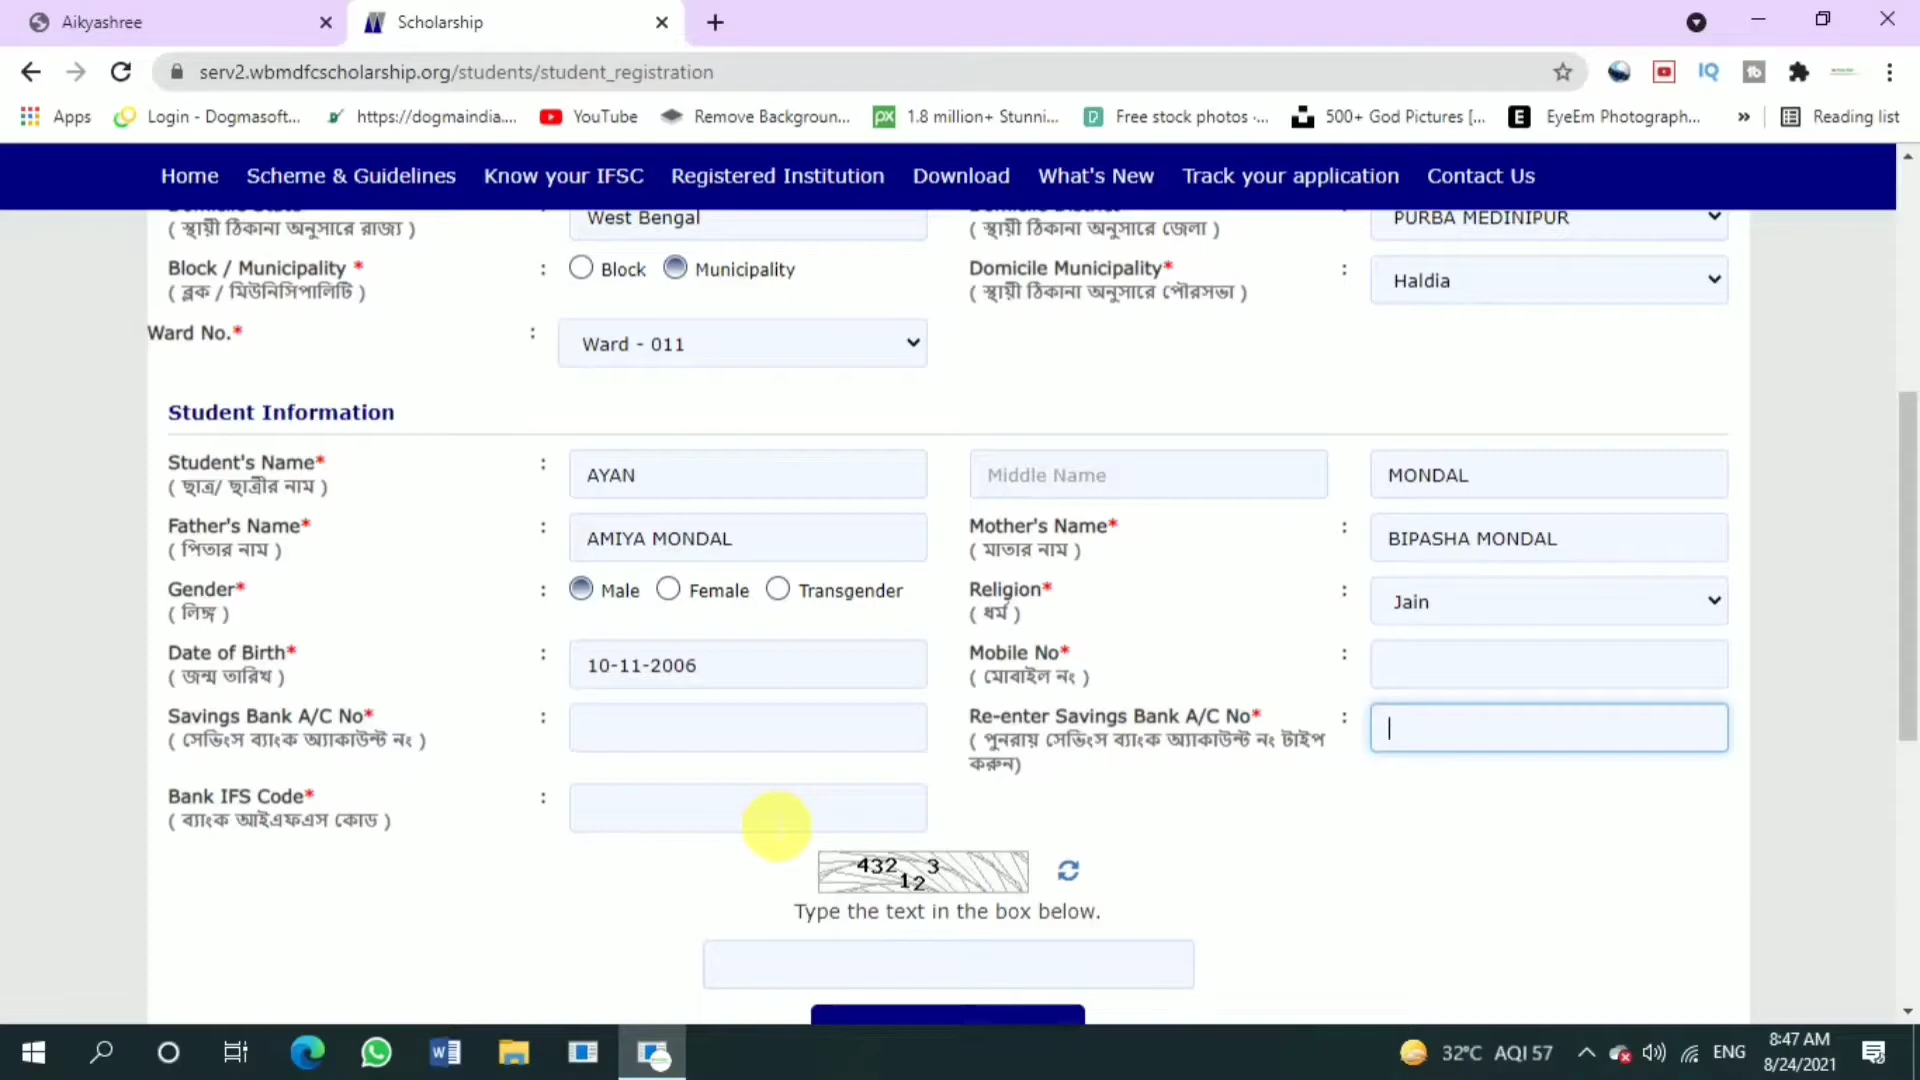 Aikyashree
Scholarship
serv2.wbmdfcscholarship.org/students/student_registration
IQ
Apps
Login - Dogmasoft...
https://dogmaindia....
YouTube
Remove Backgroun...
px
1.8 million+ Stunni...
Free stock photos ·...
500+ God Pictures [...
E
EyeEm Photograph...
»
Reading list
Home
Scheme & Guidelines
Know your IFSC
Registered Institution
Download
What's New
Track your application
Contact Us
West Bengal
PURBA MEDINIPUR
( স্থায়ী ঠিকানা অনুসারে রাজ্য )
( স্থায়ী ঠিকানা অনুসারে জেলা )
Block / Municipality * : Block Municipality
( ব্লক / মিউনিসিপালিটি )
Domicile Municipality* : Haldia
( স্থায়ী ঠিকানা অনুসারে পৌরসভা )
Ward No.* : Ward - 011
Student Information
Student's Name* : AYAN Middle Name MONDAL
( ছাত্র/ ছাত্রীর নাম )
Father's Name* : AMIYA MONDAL
( পিতার নাম )
Mother's Name* : BIPASHA MONDAL
( মাতার নাম )
Gender* : Male Female Transgender
( লিঙ্গ )
Religion* : Jain
( ধর্ম )
Date of Birth* : 10-11-2006
( জন্ম তারিখ )
Mobile No* :
( মোবাইল নং )
Savings Bank A/C No* :
( সেভিংস ব্যাংক অ্যাকাউন্ট নং )
Re-enter Savings Bank A/C No* :
( পুনরায় সেভিংস ব্যাংক অ্যাকাউন্ট নং টাইপ
করুন)
Bank IFS Code* :
( ব্যাংক আইএফএস কোড )
432 12 3
Type the text in the box below.
32°C AQI 57
ENG
8:47 AM
8/24/2021